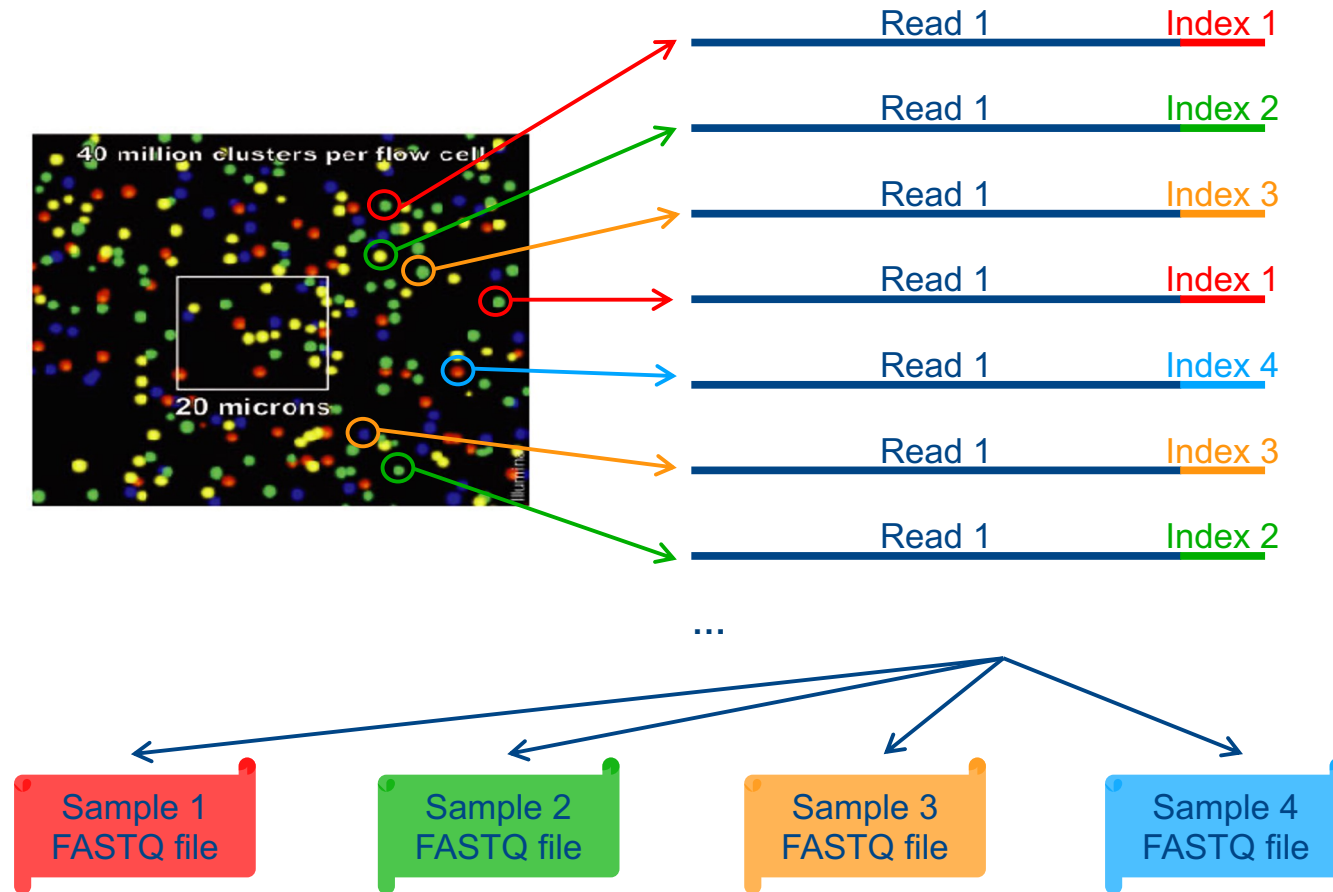 Read 1 Index 1
Read 1 Index 2
40 million clusters per flow cell
Read 1 Index 3
Read 1 Index 1
Read 1 Index 4
20 microns
Read 1 Index 3
Illumina
Read 1 Index 2
...
Sample 1
FASTQ file
Sample 2
FASTQ file
Sample 3
FASTQ file
Sample 4
FASTQ file